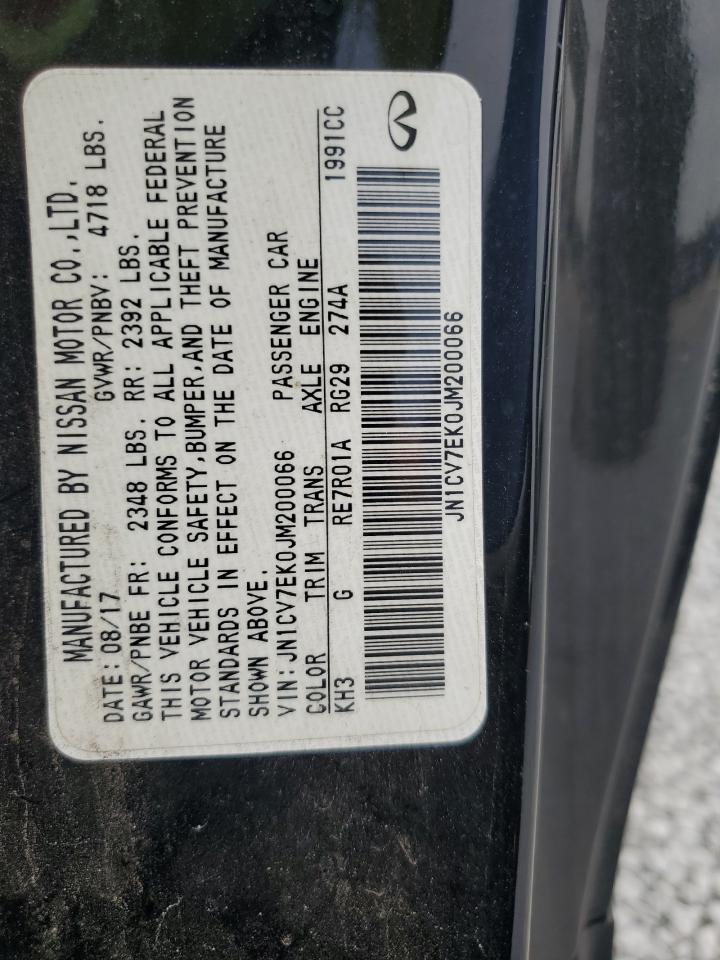 MANUFACTURED BY NISSAN MOTOR CO.,LTD.
DATE: 08/17 GVWR/PNBV: 4718 LBS.
GAWR/PNBE FR: 2348 LBS. RR: 2392 LBS.
THIS VEHICLE CONFORMS TO ALL APPLICABLE FEDERAL
MOTOR VEHICLE SAFETY,BUMPER,AND THEFT PREVENTION
STANDARDS IN EFFECT ON THE DATE OF MANUFACTURE
SHOWN ABOVE.
VIN: JN1CV7EK0JM200066 PASSENGER CAR
COLOR TRIM TRANS AXLE ENGINE
KH3 G RE7R01A RG29 274A 1991CC
JN1CV7EK0JM200066